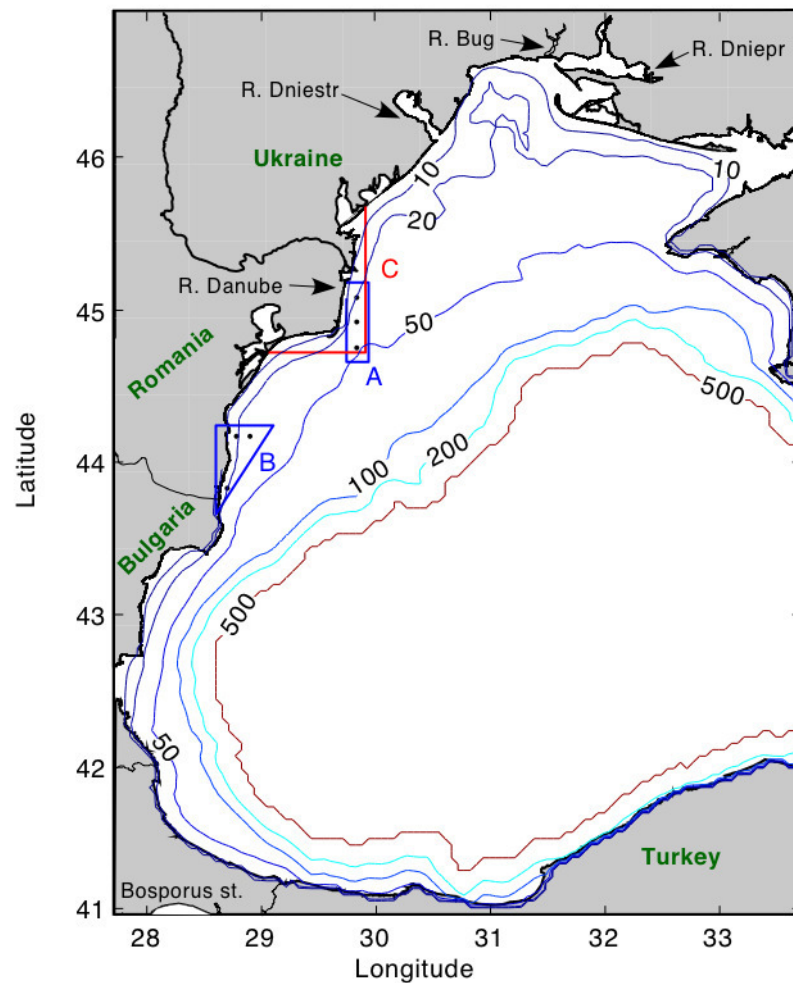 R. Bug
R. Dniepr
R. Dniestr
46
Ukraine
10
10
20
C
R. Danube
45
50
Romania
A
500
200
100
44
B
Latitude
Bulgaria
43
500
50
42
Turkey
Bosporus st.
41
28 29 30 31 32 33
Longitude